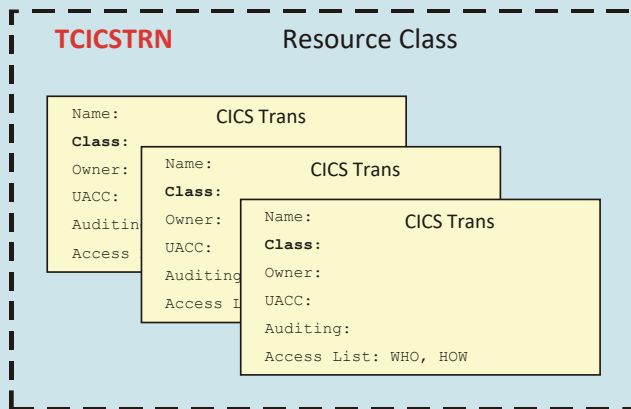 TCICSTRN Resource Class
Name: CICS Trans
Class:
Owner:
UACC:
Auditin
Access
Name: CICS Trans
Class:
Owner:
UACC:
Auditing
Access L
Name: CICS Trans
Class:
Owner:
UACC:
Auditing:
Access List: WHO, HOW